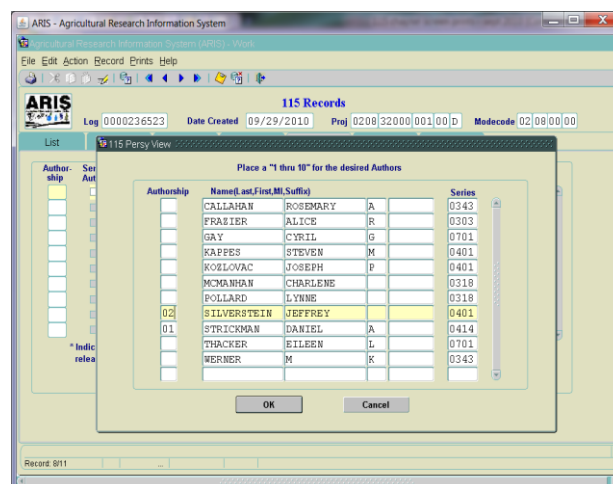 ARIS - Agricultural Research Information System
Agricultural Research Information System (ARIS) - Work
File Edit Action Record Prints Help
ARIS
115 Records
Log 0000236523 Date Created 09/29/2010 Proj 0208 32000 001 00 D Modecode 02 08 00 00
List
115 Persy View
Author-
ship
Place a "1 thru 10" for the desired Authors
Authorship Name(Last,First,MI,Suffix) Series
CALLAHAN ROSEMARY A 0343
FRAZIER ALICE R 0303
GAY CYRIL G 0701
KAPPES STEVEN M 0401
KOZLOVAC JOSEPH P 0401
MCMANHAN CHARLENE 0318
POLLARD LYNNE 0318
02 SILVERSTEIN JEFFREY 0401
01 STRICKMAN DANIEL A 0414
THACKER EILEEN L 0701
WERNER M K 0343
* Indic
relea
OK Cancel
Record: 8/11